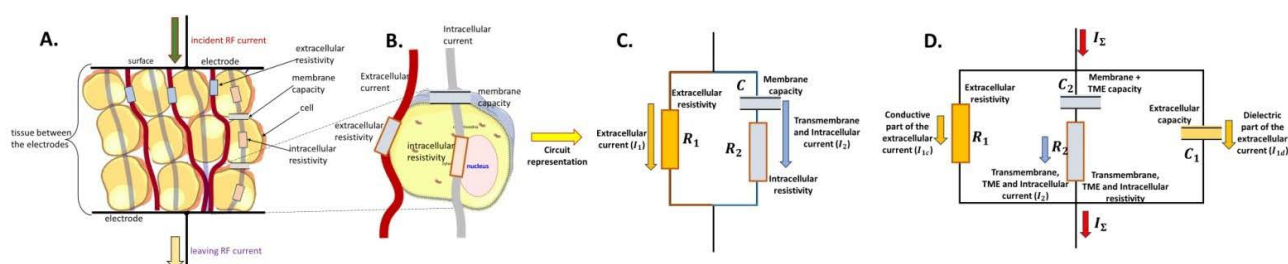 A.
incident RF current
surface
electrode
extracellular
resistivity
membrane
capacity
cell
intracellular
resistivity
tissue between
the electrodes
electrode
leaving RF current
B.
Intracellular
current
Extracellular
current
membrane
capacity
extracellular
resistivity
intracellular
resistivity
nucleus
Circuit
representation
C.
C
Membrane
capacity
Extracellular
resistivity
Extracellular
current (I₁)
R₁
R₂
Transmembrane
and Intracellular
current (I₂)
Intracellular
resistivity
D.
I_Σ
Membrane +
TME capacity
C₂
Extracellular
resistivity
Extracellular
capacity
Conductive
part of the
extracellular
current (I₁c)
R₁
R₂
C₁
Dielectric
part of the
extracellular
current (I₁d)
Transmembrane,
TME and Intracellular
current (I₂)
Transmembrane,
TME and Intracellular
resistivity
I_Σ